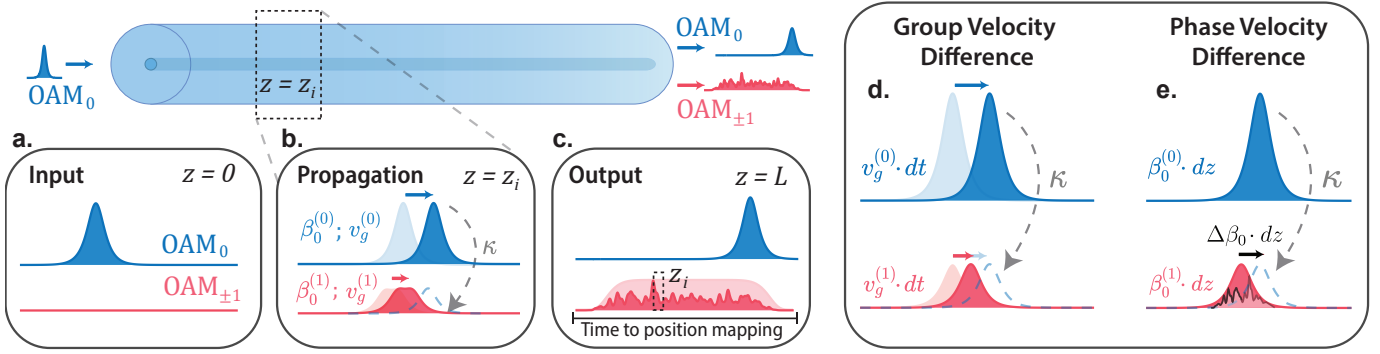 OAM₀
z = zᵢ
OAM₀
OAM±₁
a.
Input
z = 0
OAM₀
OAM±₁
b.
Propagation
z = zᵢ
β₀⁽⁰⁾; v_g⁽⁰⁾
κ
β₀⁽¹⁾; v_g⁽¹⁾
c.
Output
z = L
zᵢ
Time to position mapping
Group Velocity
Difference
d.
v_g⁽⁰⁾· dt
κ
v_g⁽¹⁾· dt
Phase Velocity
Difference
e.
β₀⁽⁰⁾· dz
κ
Δβ₀· dz
β₀⁽¹⁾· dz